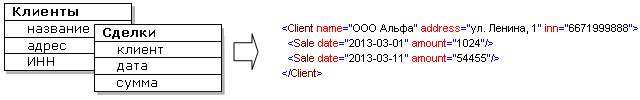 Клиенты
название
адрес
ИНН
Сделки
клиент
дата
сумма
<Client name="ООО Альфа" address="ул. Ленина, 1" inn="6671999888">
<Sale date="2013-03-01" amount="1024"/>
<Sale date="2013-03-11" amount="54455"/>
</Client>